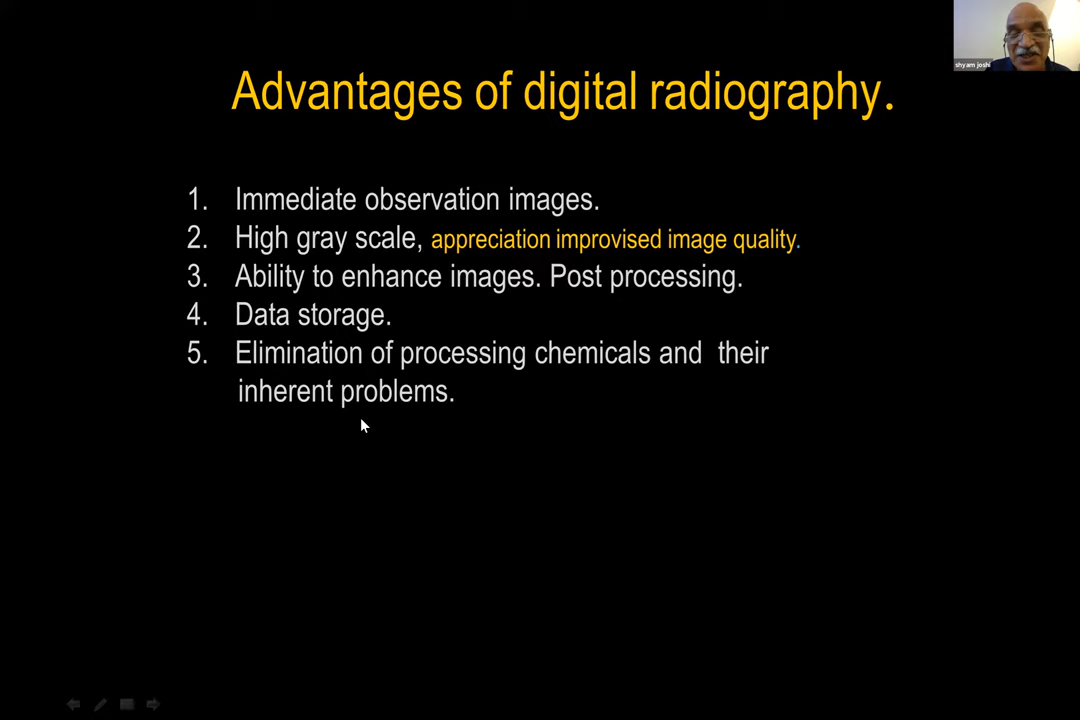 shyam joshi
Advantages of digital radiography.
1. Immediate observation images.
2. High gray scale, appreciation improvised image quality.
3. Ability to enhance images. Post processing.
4. Data storage.
5. Elimination of processing chemicals and their
inherent problems.